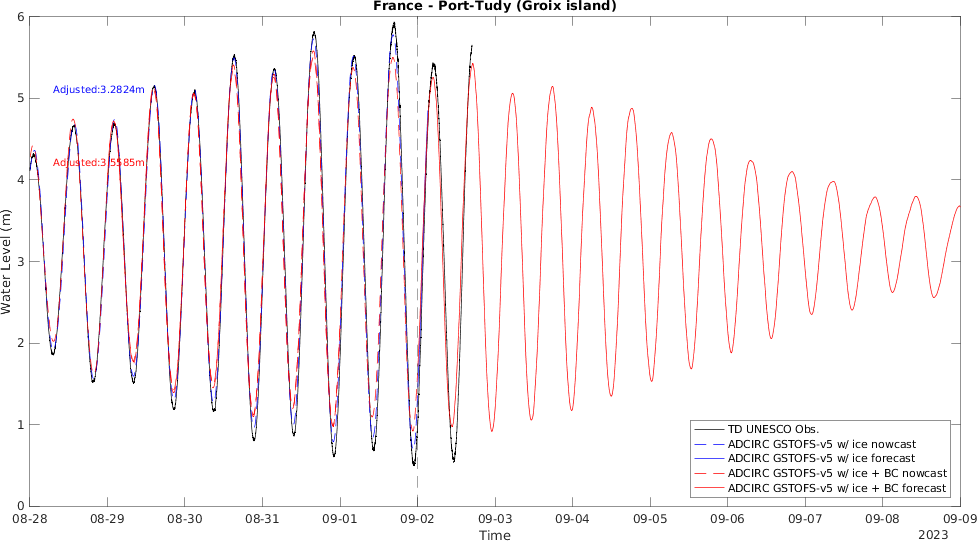 France - Port-Tudy (Groix island)
6
5
4
3
2
1
0
Water Level (m)
Adjusted:3.2824m
Adjusted:3.5585m
TD UNESCO Obs.
ADCIRC GSTOFS-v5 w/ ice nowcast
ADCIRC GSTOFS-v5 w/ ice forecast
ADCIRC GSTOFS-v5 w/ ice + BC nowcast
ADCIRC GSTOFS-v5 w/ ice + BC forecast
08-28 08-29 08-30 08-31 09-01 09-02 09-03 09-04 09-05 09-06 09-07 09-08 09-09
Time
2023